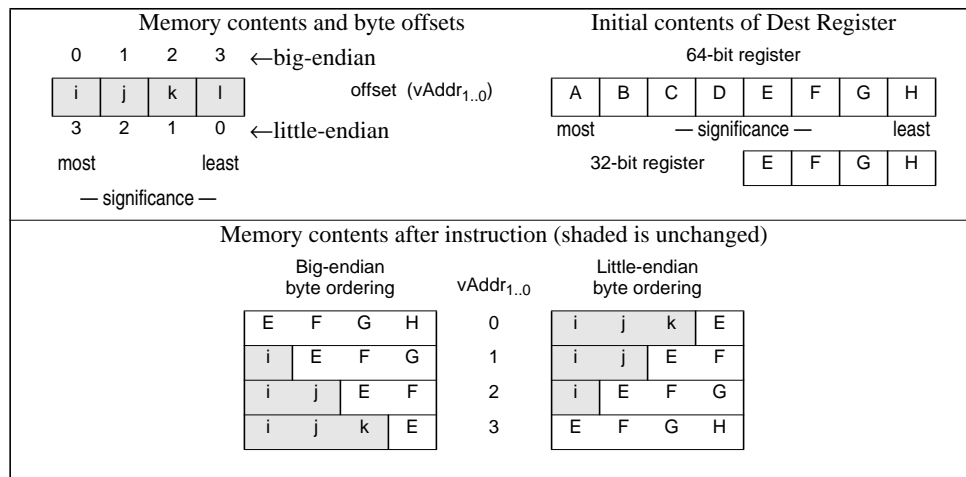 Memory contents and byte offsets
0 1 2 3 ←big-endian
i j k l offset (vAddr1..0)
3 2 1 0 ←little-endian
most least
— significance —
Initial contents of Dest Register
64-bit register
A B C D E F G H
most — significance — least
32-bit register E F G H
Memory contents after instruction (shaded is unchanged)
Big-endian
byte ordering
vAddr1..0
Little-endian
byte ordering
E F G H 0 i j k E
i E F G 1 i j E F
i j E F 2 i E F G
i j k E 3 E F G H